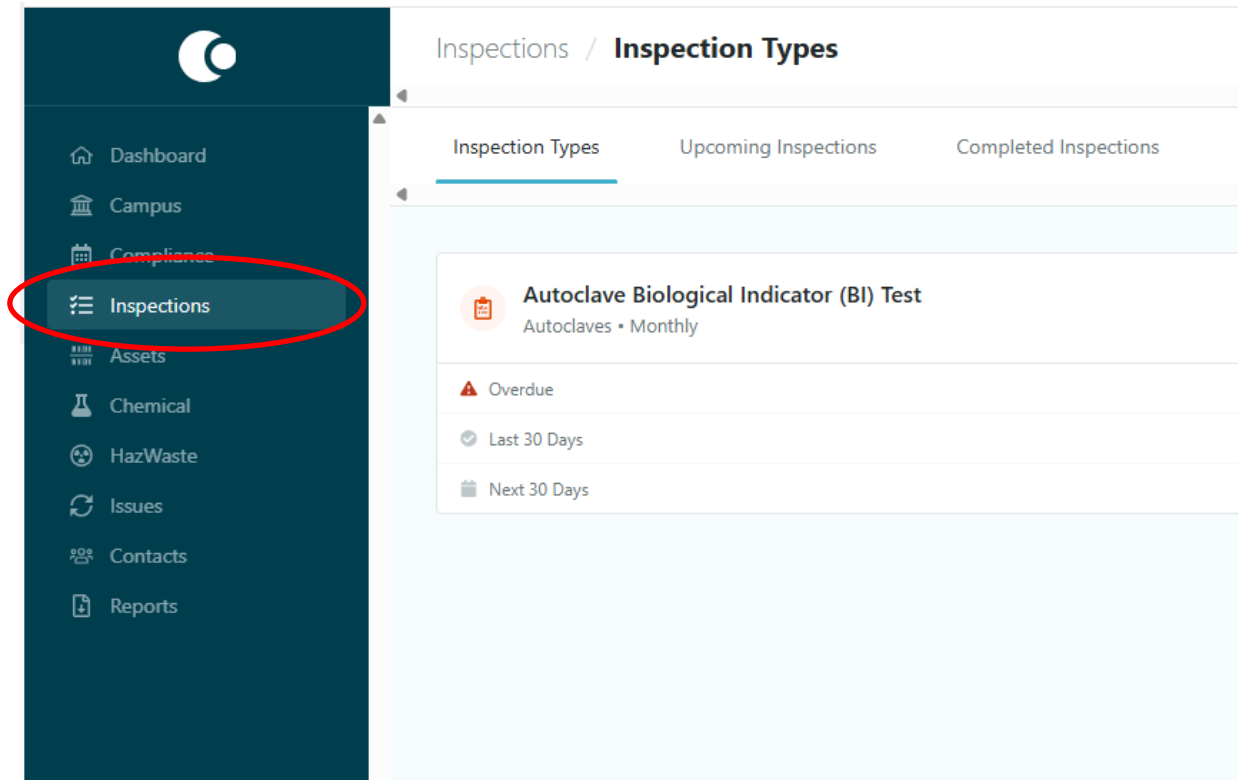 Inspections / Inspection Types
Inspection Types Upcoming Inspections Completed Inspections
Dashboard
Campus
Compliance
Inspections
Assets
Chemical
HazWaste
Issues
Contacts
Reports
Autoclave Biological Indicator (BI) Test
Autoclaves • Monthly
Overdue
Last 30 Days
Next 30 Days